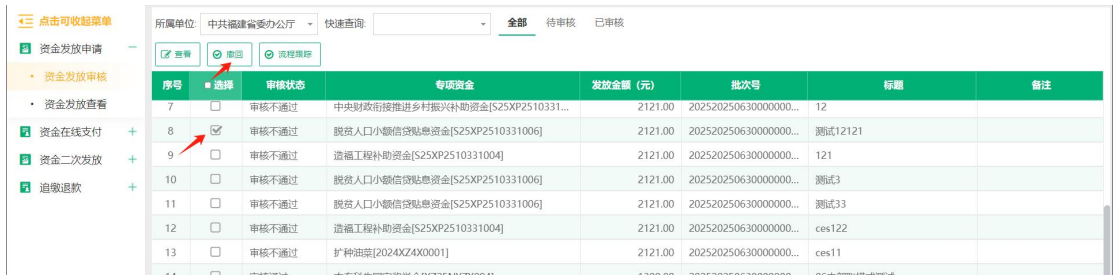 点击可收起菜单
资金发放申请
资金发放审核
资金发放查看
资金在线支付
资金二次发放
追缴退款
所属单位: 中共福建省委办公厅 快速查询: 全部 待审核 已审核
查看 撤回 流程跟踪
序号 选择 审核状态 专项资金 发放金额（元） 批次号 标题 备注
7 审核不通过 中央财政衔接推进乡村振兴补助资金[S25XP2510331... 2121.00 202520250630000000... 12
8 审核不通过 脱贫人口小额信贷贴息资金[S25XP2510331006] 2121.00 202520250630000000... 测试12121
9 审核不通过 造福工程补助资金[S25XP2510331004] 2121.00 202520250630000000... 121
10 审核不通过 脱贫人口小额信贷贴息资金[S25XP2510331006] 2121.00 202520250630000000... 测试3
11 审核不通过 脱贫人口小额信贷贴息资金[S25XP2510331006] 2121.00 202520250630000000... 测试33
12 审核不通过 造福工程补助资金[S25XP2510331004] 2121.00 202520250630000000... ces122
13 审核不通过 扩种油菜[2024XZ4X0001] 2121.00 202520250630000000... ces11